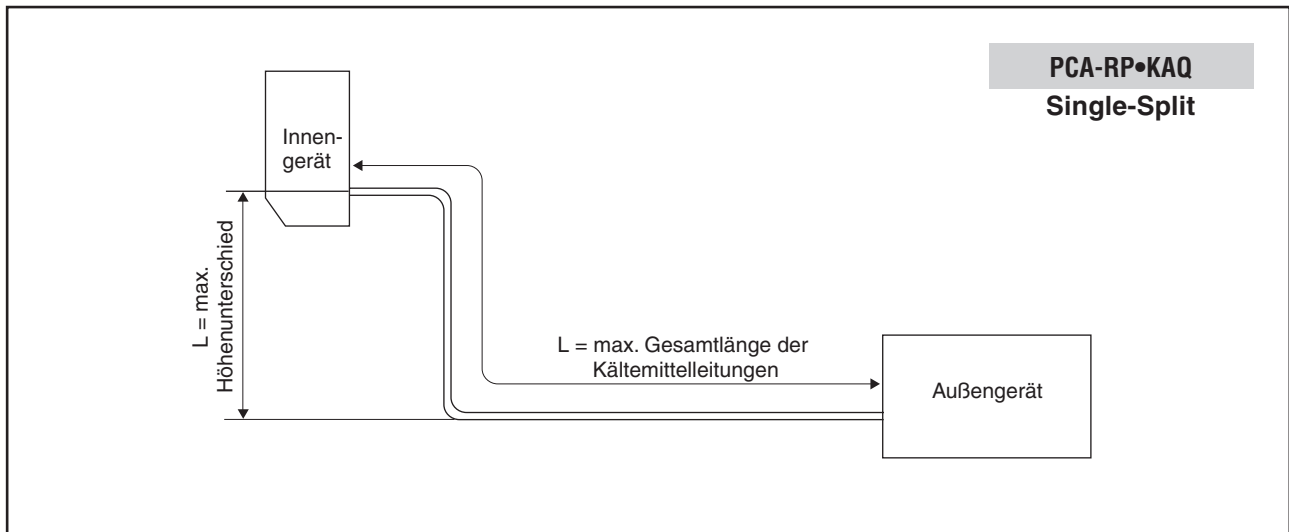 PCA-RP•KAQ
Single-Split
Innen-
gerät
L = max.
Höhenunterschied
L = max. Gesamtlänge der
Kältemittelleitungen
Außengerät